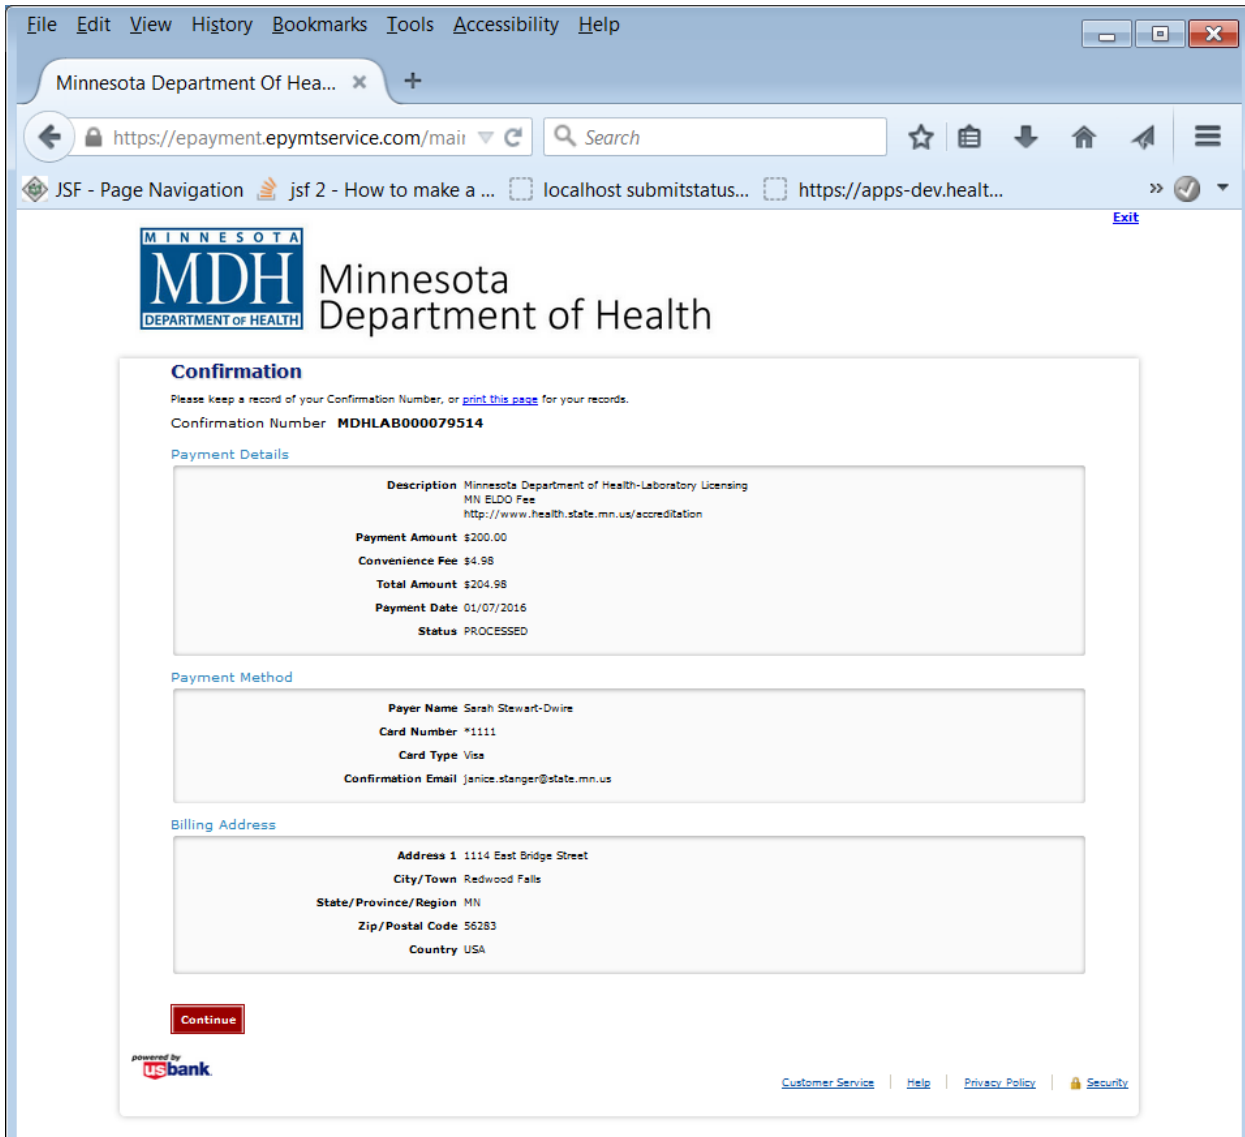 File Edit View History Bookmarks Tools Accessibility Help
Minnesota Department Of Hea...
https://epayment.epymtservice.com/mair
Search
JSF - Page Navigation jsf 2 - How to make a ... localhost submitstatus... https://apps-dev.healt... »
Exit
MINNESOTA
MDH
DEPARTMENT OF HEALTH
Minnesota
Department of Health
Confirmation
Please keep a record of your Confirmation Number, or print this page for your records.
Confirmation Number MDHLAB000079514
Payment Details
Description Minnesota Department of Health-Laboratory Licensing
MN ELDO Fee
http://www.health.state.mn.us/accreditation
Payment Amount $200.00
Convenience Fee $4.98
Total Amount $204.98
Payment Date 01/07/2016
Status PROCESSED
Payment Method
Payer Name Sarah Stewart-Dwire
Card Number *1111
Card Type Visa
Confirmation Email janice.stanger@state.mn.us
Billing Address
Address 1 1114 East Bridge Street
City/Town Redwood Falls
State/Province/Region MN
Zip/Postal Code 56283
Country USA
Continue
powered by
usbank.
Customer Service Help Privacy Policy Security